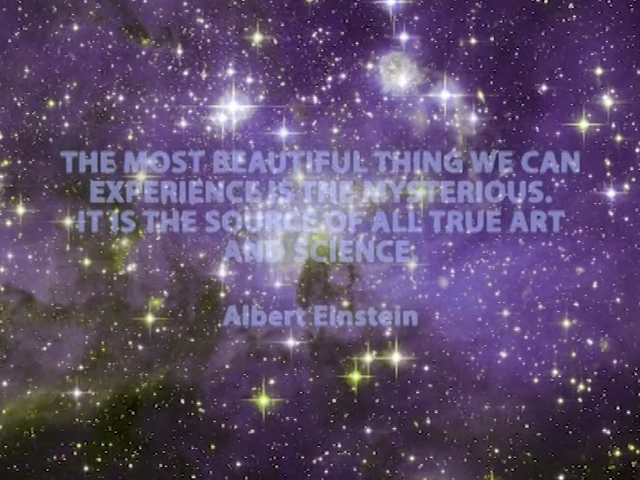 THE MOST BEAUTIFUL THING WE CAN
EXPERIENCE IS THE MYSTERIOUS.
IT IS THE SOURCE OF ALL TRUE ART
AND SCIENCE.
Albert Einstein